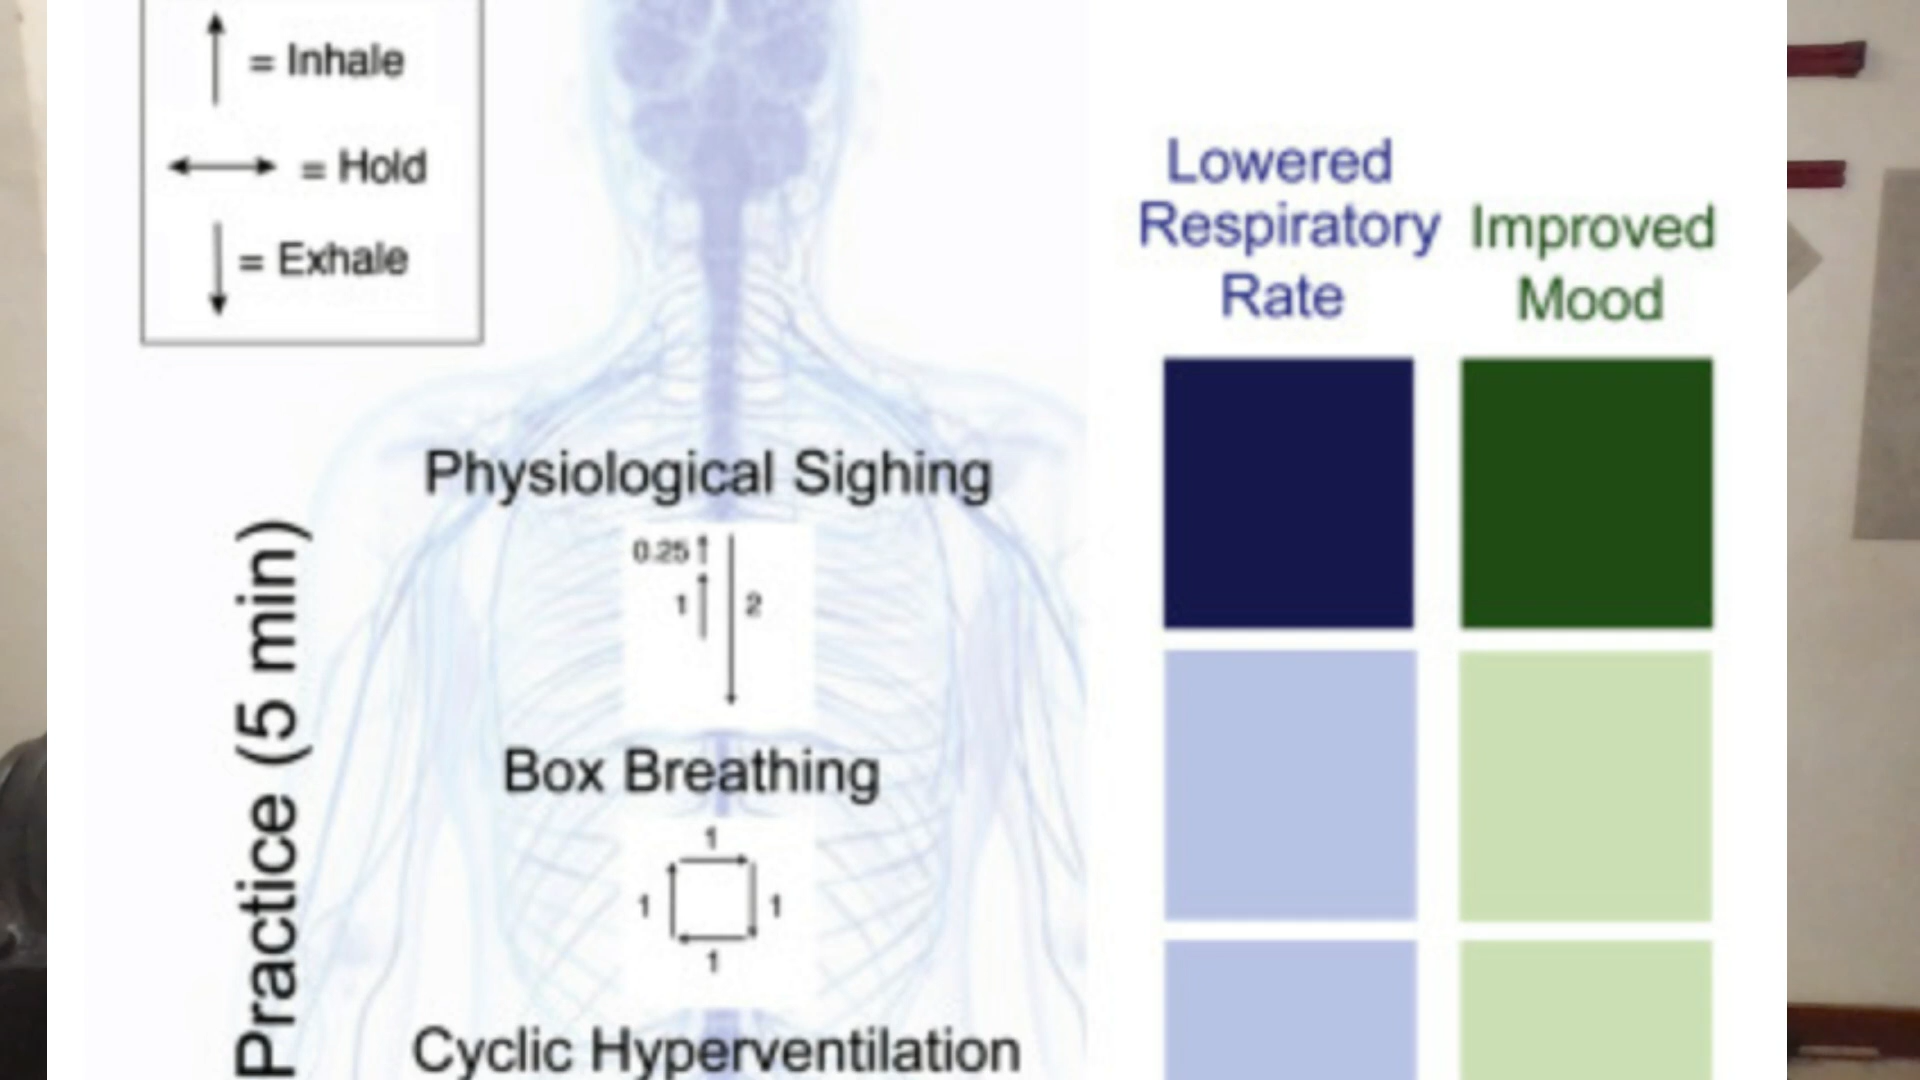 = Inhale
= Hold
= Exhale
Lowered
Respiratory
Rate
Improved
Mood
Practice (5 min)
Physiological Sighing
0.25
1
2
Box Breathing
1
1
1
1
Cyclic Hyperventilation